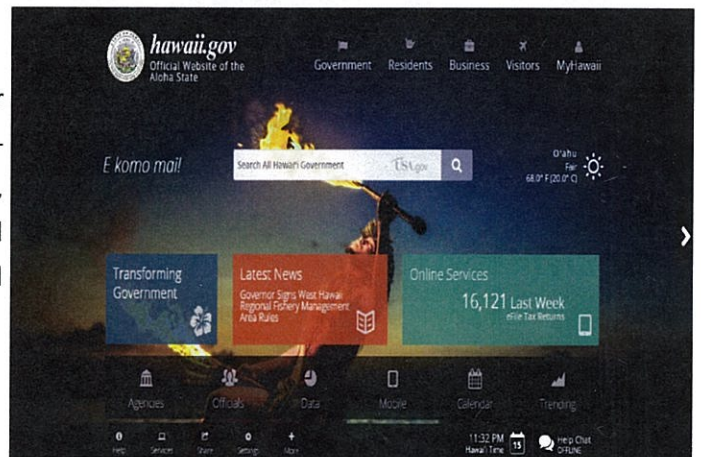 hawaii.gov
Official Website of the
Aloha State
Government Residents Business Visitors MyHawaii
E komo mai!
Search All Hawai'i Government
USA.gov
O'ahu
Fair
68.0° F (20.0° C)
Transforming
Government
Latest News
Governor Signs West Hawaii
Regional Fishery Management
Area Rules
Online Services
16,121 Last Week
eFile Tax Returns
Agencies Officials Data Mobile Calendar Trending
Help Services Share Settings More
11:32 PM
Hawai'i Time
15
Help Chat
OFFLINE